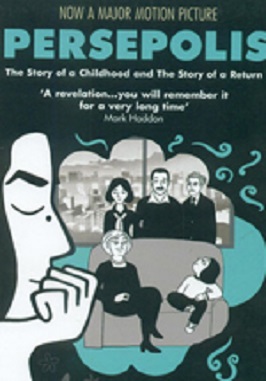 NOW A MAJOR MOTION PICTURE
PERSEPOLIS
The Story of a Childhood and The Story of a Return
'A revelation...you will remember it
for a very long time'
Mark Haddon